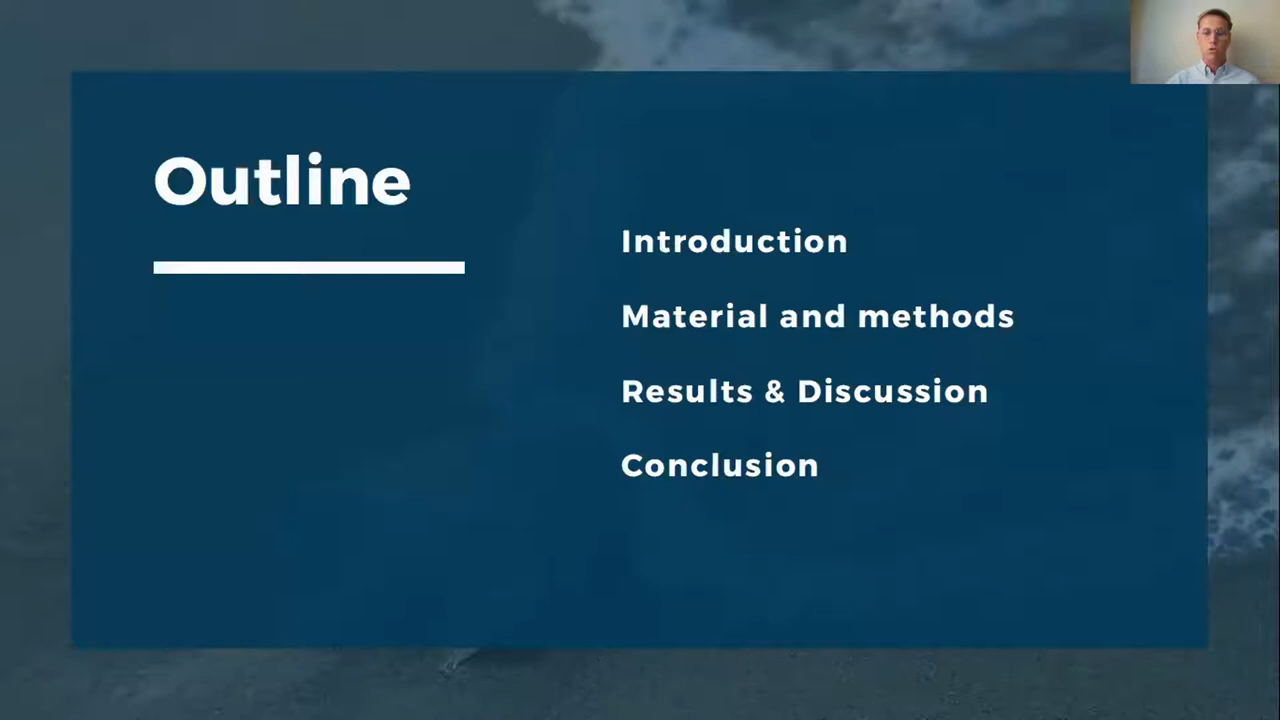 Outline
Introduction
Material and methods
Results & Discussion
Conclusion